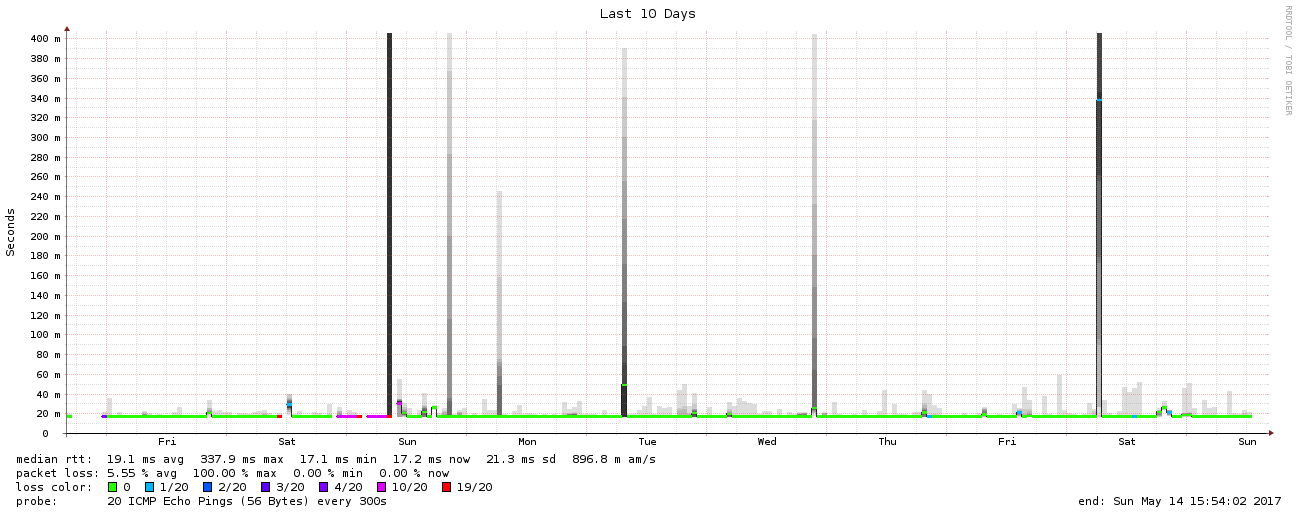 Last 10 Days
RRDTOOL / TOBI OETIKER
Seconds
400 m
380 m
360 m
340 m
320 m
300 m
280 m
260 m
240 m
220 m
200 m
180 m
160 m
140 m
120 m
100 m
80 m
60 m
40 m
20 m
0
Fri Sat Sun Mon Tue Wed Thu Fri Sat Sun
median rtt: 19.1 ms avg 337.9 ms max 17.1 ms min 17.2 ms now 21.3 ms sd 896.8 m am/s
packet loss: 5.55 % avg 100.00 % max 0.00 % min 0.00 % now
loss color: 0 1/20 2/20 3/20 4/20 10/20 19/20
probe: 20 ICMP Echo Pings (56 Bytes) every 300s end: Sun May 14 15:54:02 2017